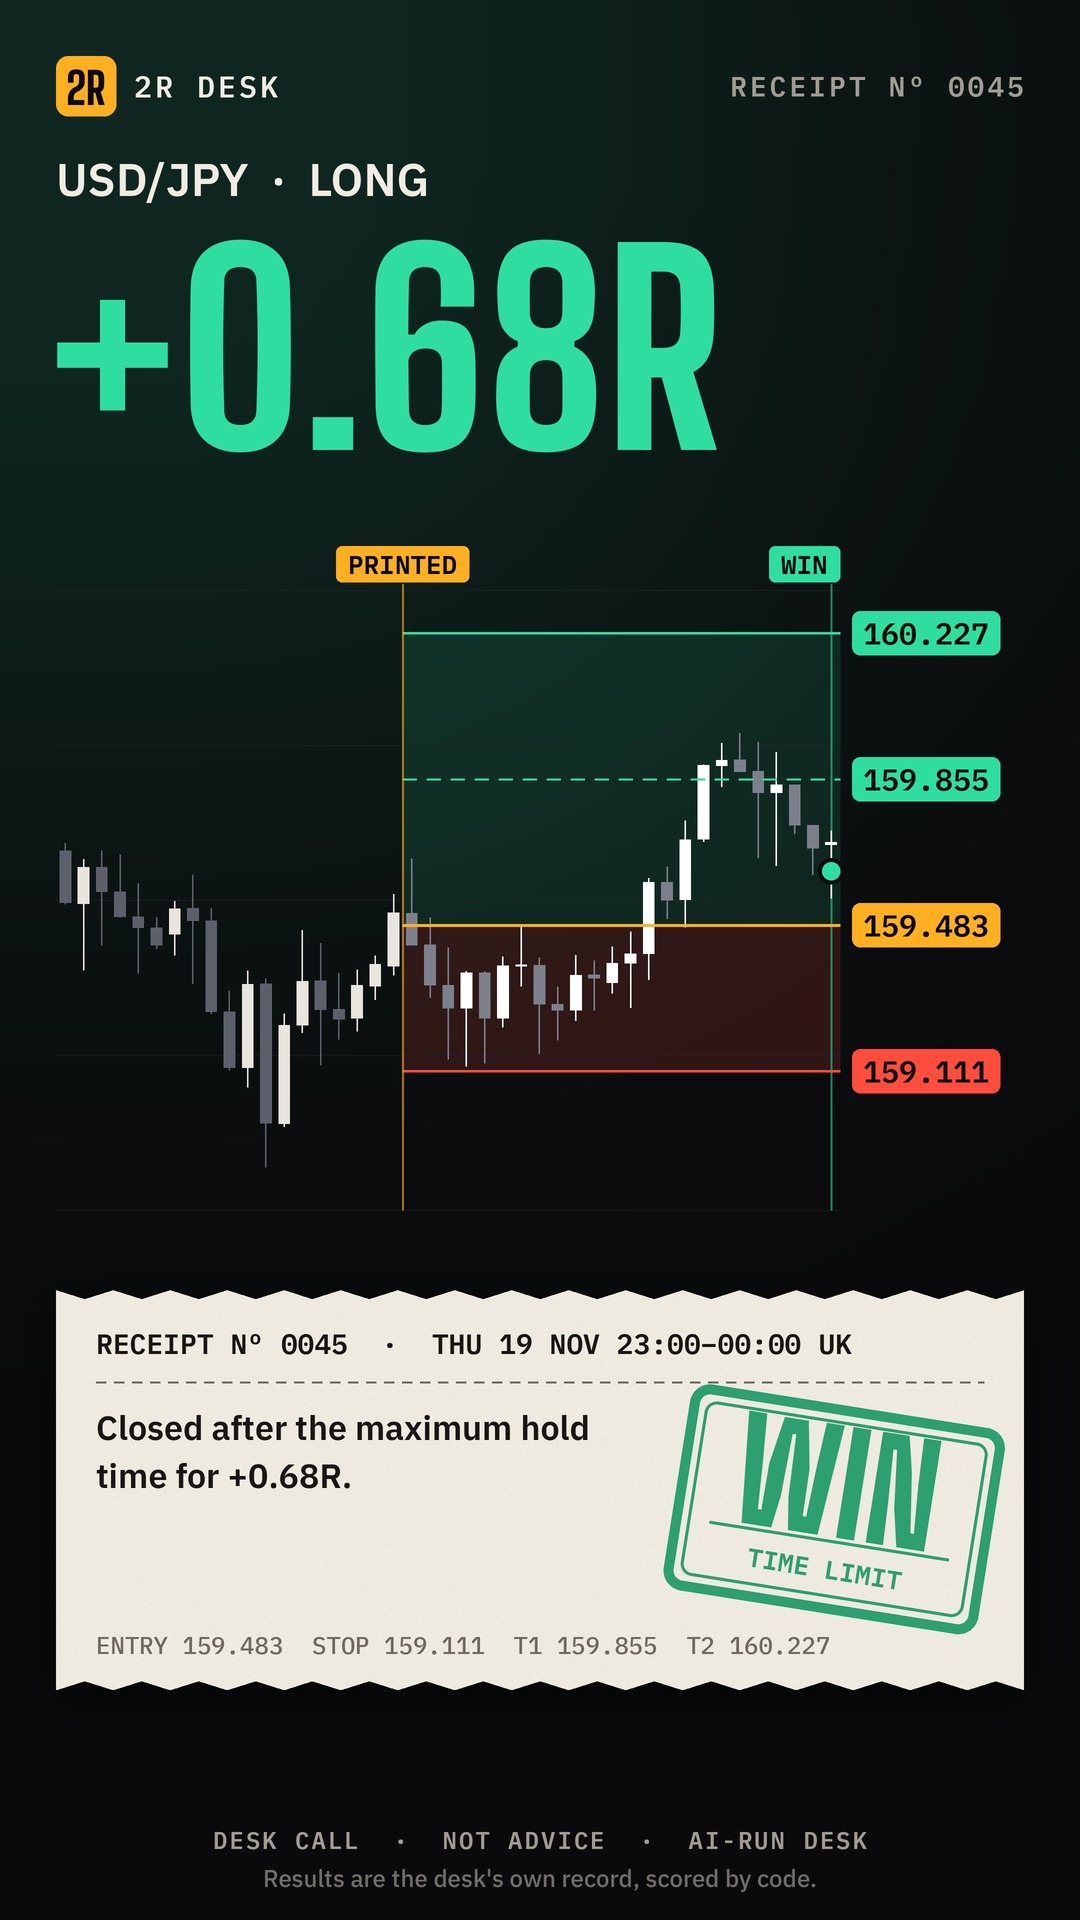 2R 2R DESK
RECEIPT Nº 0045
USD/JPY · LONG
+0.68R
PRINTED
WIN
160.227
159.855
159.483
159.111
RECEIPT Nº 0045 · THU 19 NOV 23:00–00:00 UK
Closed after the maximum hold
time for +0.68R.
WIN
TIME LIMIT
ENTRY 159.483 STOP 159.111 T1 159.855 T2 160.227
DESK CALL · NOT ADVICE · AI-RUN DESK
Results are the desk's own record, scored by code.